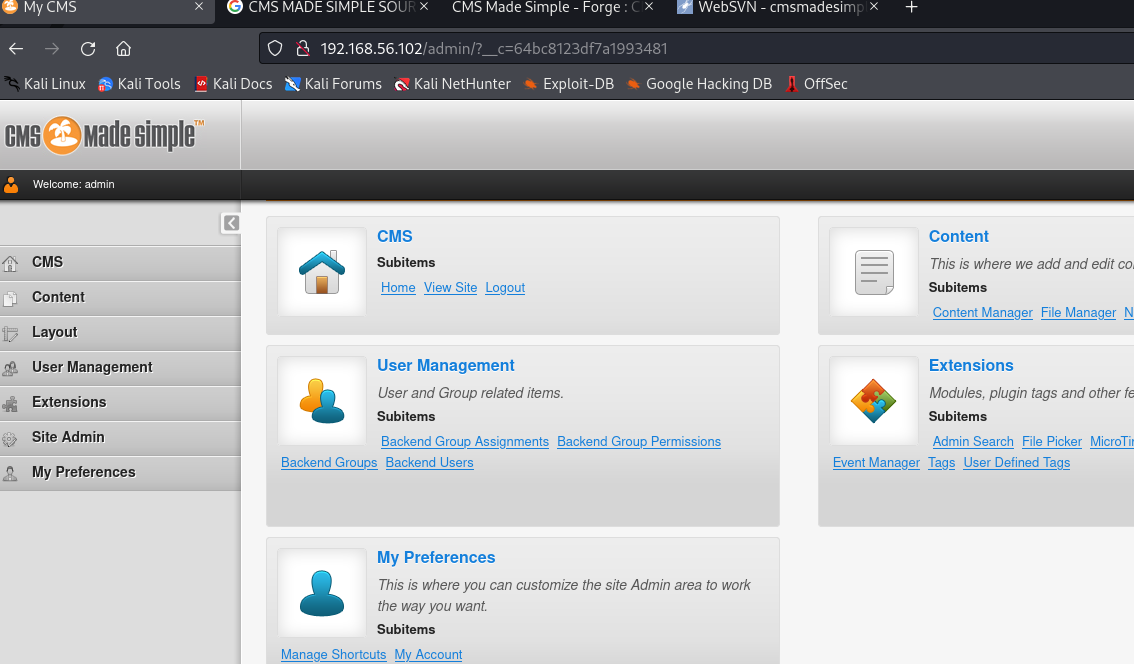 My CMS
CMS MADE SIMPLE SOUR
CMS Made Simple - Forge : C
WebSVN - cmsmadesimpl
192.168.56.102/admin/?__c=64bc8123df7a1993481
Kali Linux Kali Tools Kali Docs Kali Forums Kali NetHunter Exploit-DB Google Hacking DB OffSec
CMS Made Simple™
Welcome: admin
CMS
Content
Layout
User Management
Extensions
Site Admin
My Preferences
CMS
Subitems
Home View Site Logout
Content
This is where we add and edit co
Subitems
Content Manager File Manager N
User Management
User and Group related items.
Subitems
Backend Group Assignments Backend Group Permissions
Backend Groups Backend Users
Extensions
Modules, plugin tags and other fe
Subitems
Admin Search File Picker MicroTi
Event Manager Tags User Defined Tags
My Preferences
This is where you can customize the site Admin area to work
the way you want.
Subitems
Manage Shortcuts My Account